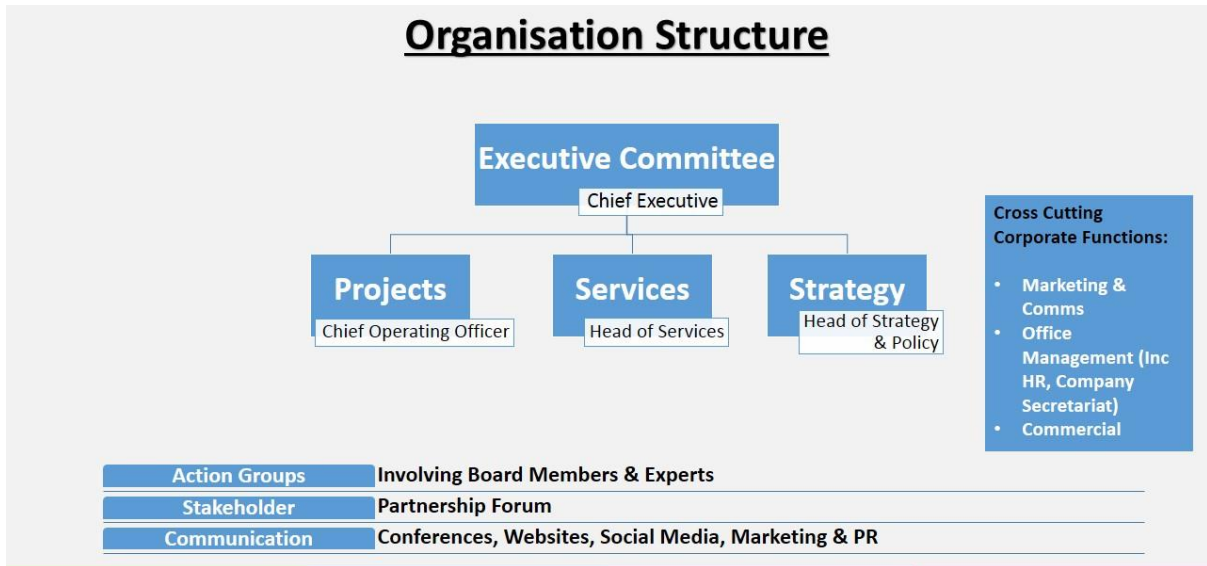 Organisation Structure
Executive Committee
Chief Executive
Projects
Chief Operating Officer
Services
Head of Services
Strategy
Head of Strategy
& Policy
Cross Cutting
Corporate Functions:
• Marketing &
Comms
• Office
Management (Inc
HR, Company
Secretariat)
• Commercial
Action Groups Involving Board Members & Experts
Stakeholder Partnership Forum
Communication Conferences, Websites, Social Media, Marketing & PR